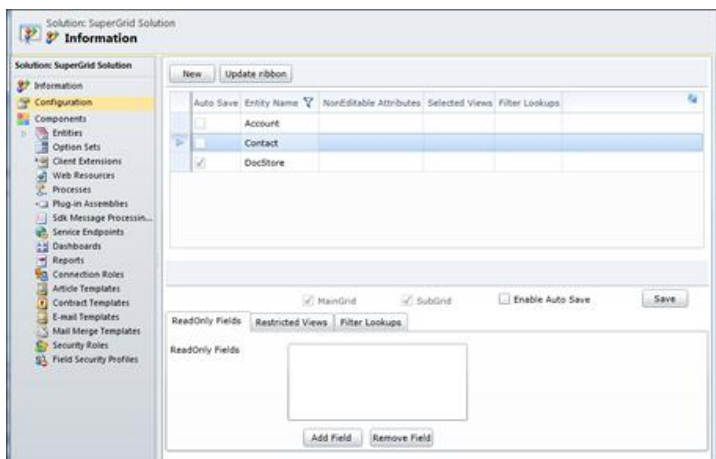 Solution: SuperGrid Solution
Information
Solution: SuperGrid Solution
Information
Configuration
Components
Entities
Option Sets
Client Extensions
Web Resources
Processes
Plug-in Assemblies
Sdk Message Processin...
Service Endpoints
Dashboards
Reports
Connection Roles
Article Templates
Contract Templates
E-mail Templates
Mail Merge Templates
Security Roles
Field Security Profiles
New Update ribbon
Auto Save Entity Name NonEditable Attributes Selected Views Filter Lookups
Account
Contact
DocStore
MainGrid SubGrid Enable Auto Save Save
ReadOnly Fields Restricted Views Filter Lookups
ReadOnly Fields
Add Field Remove Field